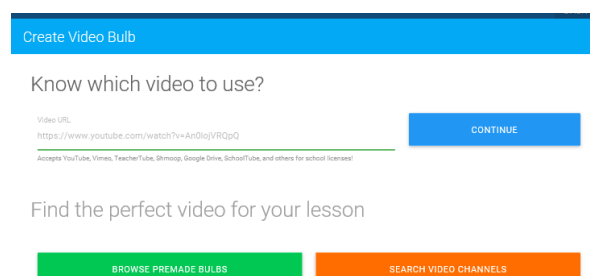 Create Video Bulb
Know which video to use?
Video URL
https://www.youtube.com/watch?v=An0lojVRQpQ
CONTINUE
Accepts YouTube, Vimeo, TeacherTube, Shmoop, Google Drive, SchoolTube, and others for school licenses!
Find the perfect video for your lesson
BROWSE PREMADE BULBS
SEARCH VIDEO CHANNELS